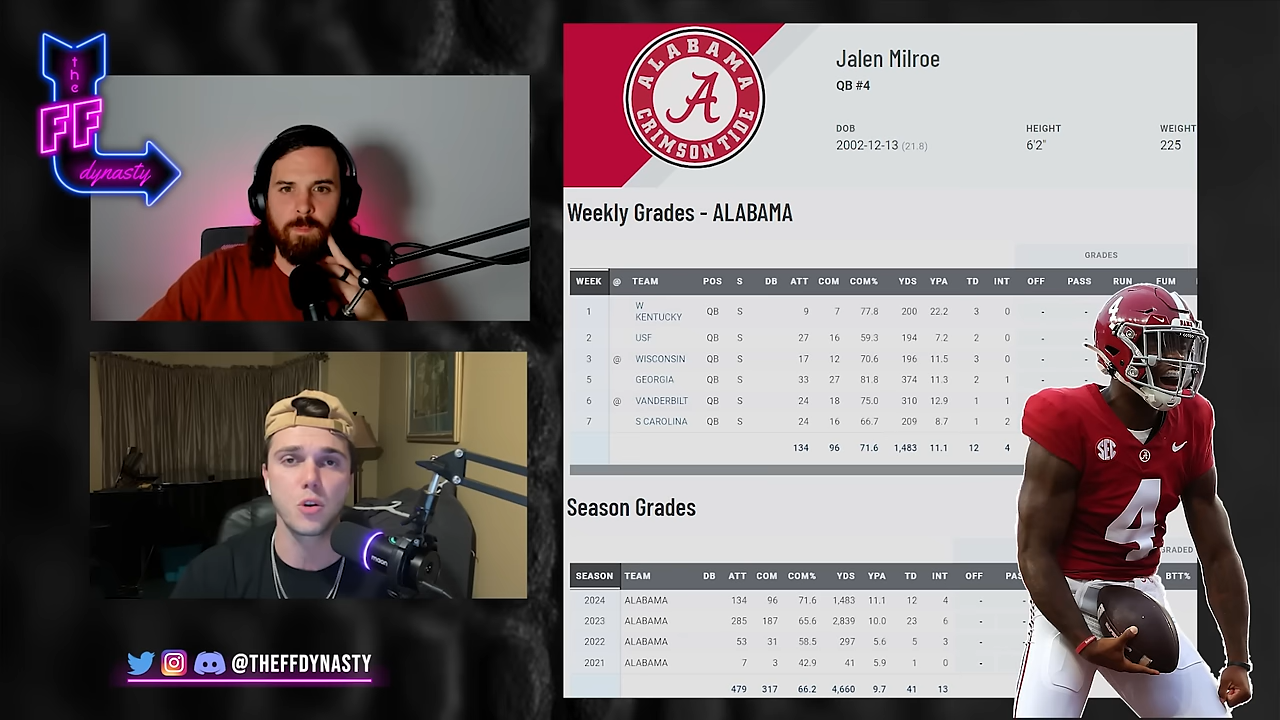 the
FF
dynasty
@THEFFDYNASTY
maono
ALABAMA
A
CRIMSON TIDE
Jalen Milroe
QB #4
DOB HEIGHT WEIGHT
2002-12-13 (21.8) 6'2" 225
Weekly Grades - ALABAMA
GRADES
WEEK @ TEAM POS S DB ATT COM COM% YDS YPA TD INT OFF PASS RUN FUM
1 W KENTUCKY QB S 9 7 77.8 200 22.2 3 0 - -
2 USF QB S 27 16 59.3 194 7.2 2 0 - -
3 @ WISCONSIN QB S 17 12 70.6 196 11.5 3 0 - -
5 GEORGIA QB S 33 27 81.8 374 11.3 2 1 - -
6 @ VANDERBILT QB S 24 18 75.0 310 12.9 1 1 -
7 S CAROLINA QB S 24 16 66.7 209 8.7 1 2 -
134 96 71.6 1,483 11.1 12 4
Season Grades
GRADED
SEASON TEAM DB ATT COM COM% YDS YPA TD INT OFF BTT%
2024 ALABAMA 134 96 71.6 1,483 11.1 12 4 - -
2023 ALABAMA 285 187 65.6 2,839 10.0 23 6 - -
2022 ALABAMA 53 31 58.5 297 5.6 5 3 - -
2021 ALABAMA 7 3 42.9 41 5.9 1 0 - -
479 317 66.2 4,660 9.7 41 13
4
SEC
A
4